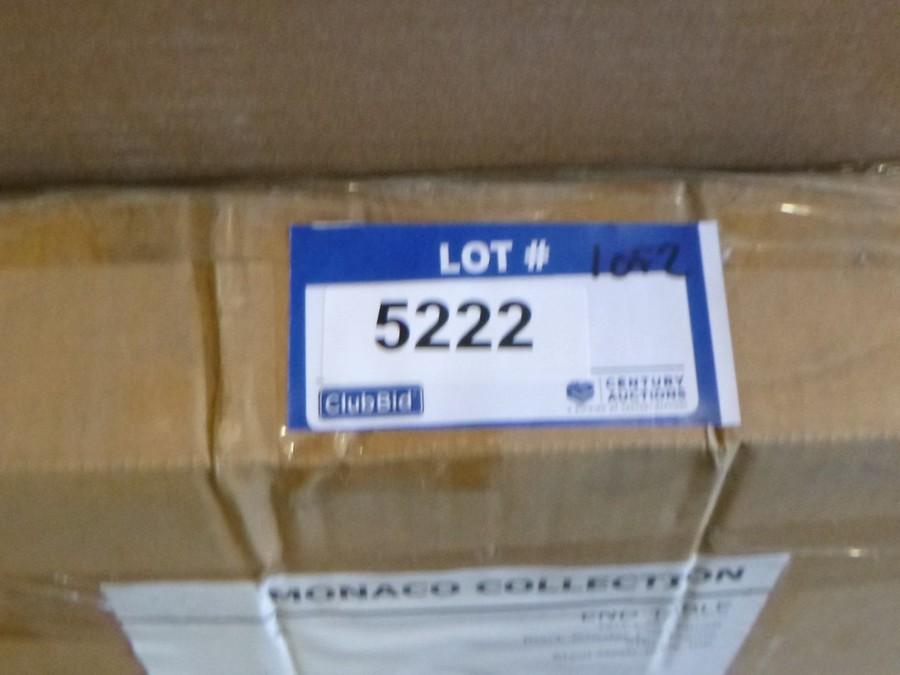 LOT # 1052
5222
ClubBid
CENTURY
AUCTIONS
MONACO COLLECTION
END TABLE